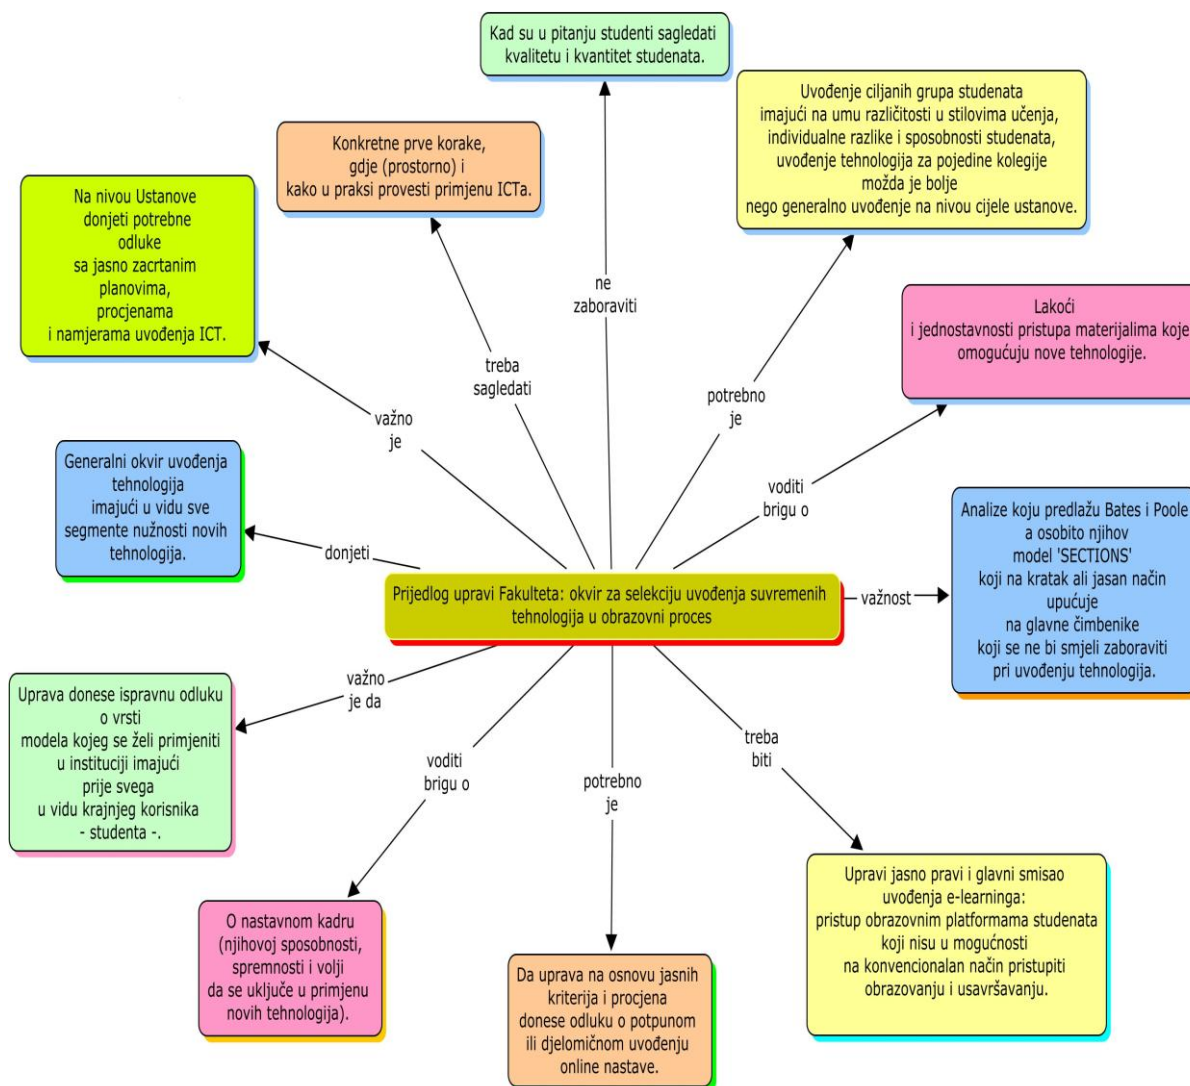 Kad su u pitanju studenti sagledati
kvalitetu i kvantitet studenata.
Uvođenje ciljanih grupa studenata
imajući na umu različitosti u stilovima učenja,
individualne razlike i sposobnosti studenata,
uvođenje tehnologija za pojedine kolegije
možda je bolje
nego generalno uvođenje na nivou cijele ustanove.
Konkretne prve korake,
gdje (prostorno) i
kako u praksi provesti primjenu ICTa.
Na nivou Ustanove
donjeti potrebne
odluke
sa jasno zacrtanim
planovima,
procjenama
i namjerama uvođenja ICT.
ne
zaboraviti
Lakoći
i jednostavnosti pristupa materijalima koje
omogućuju nove tehnologije.
treba
sagledati
potrebno
je
važno
je
Generalni okvir uvođenja
tehnologija
imajući u vidu sve
segmente nužnosti novih
tehnologija.
voditi
brigu o
donjeti
Analize koju predlažu Bates i Poole
a osobito njihov
model 'SECTIONS'
koji na kratak ali jasan način
upućuje
na glavne čimbenike
koji se ne bi smjeli zaboraviti
pri uvođenju tehnologija.
Prijedlog upravi Fakulteta: okvir za selekciju uvođenja suvremenih
tehnologija u obrazovni proces
važnost
važno
je da
Uprava donese ispravnu odluku
o vrsti
modela kojeg se želi primjeniti
u instituciji imajući
prije svega
u vidu krajnjeg korisnika
- studenta -.
voditi
brigu o
potrebno
je
treba
biti
Upravi jasno pravi i glavni smisao
uvođenja e-learninga:
pristup obrazovnim platformama studenata
koji nisu u mogućnosti
na konvencionalan način pristupiti
obrazovanju i usavršavanju.
O nastavnom kadru
(njihovoj sposobnosti,
spremnosti i volji
da se uključe u primjenu
novih tehnologija).
Da uprava na osnovu jasnih
kriterija i procjena
donese odluku o potpunom
ili djelomičnom uvođenju
online nastave.